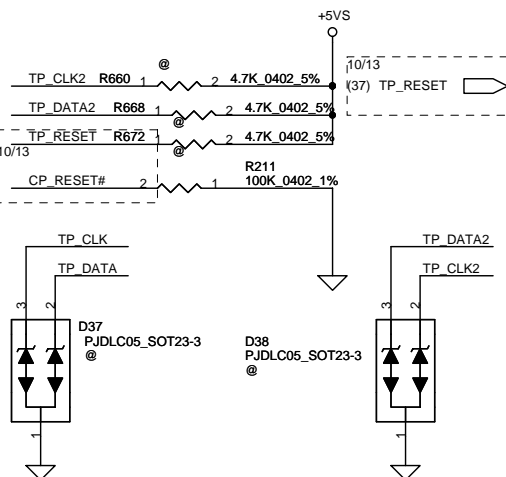 +5VS
@
TP_CLK2 R660 1 2 4.7K_0402_5%
10/13
(37) TP_RESET
TP_DATA2 R668 1 2 4.7K_0402_5%
@
TP_RESET R672 1 2 4.7K_0402_5%
10/13
@
R211
CP_RESET# 2 1 100K_0402_1%
TP_CLK
TP_DATA
3 2
D37
PJDLC05_SOT23-3
@
1
TP_DATA2
TP_CLK2
3 2
D38
PJDLC05_SOT23-3
@
1